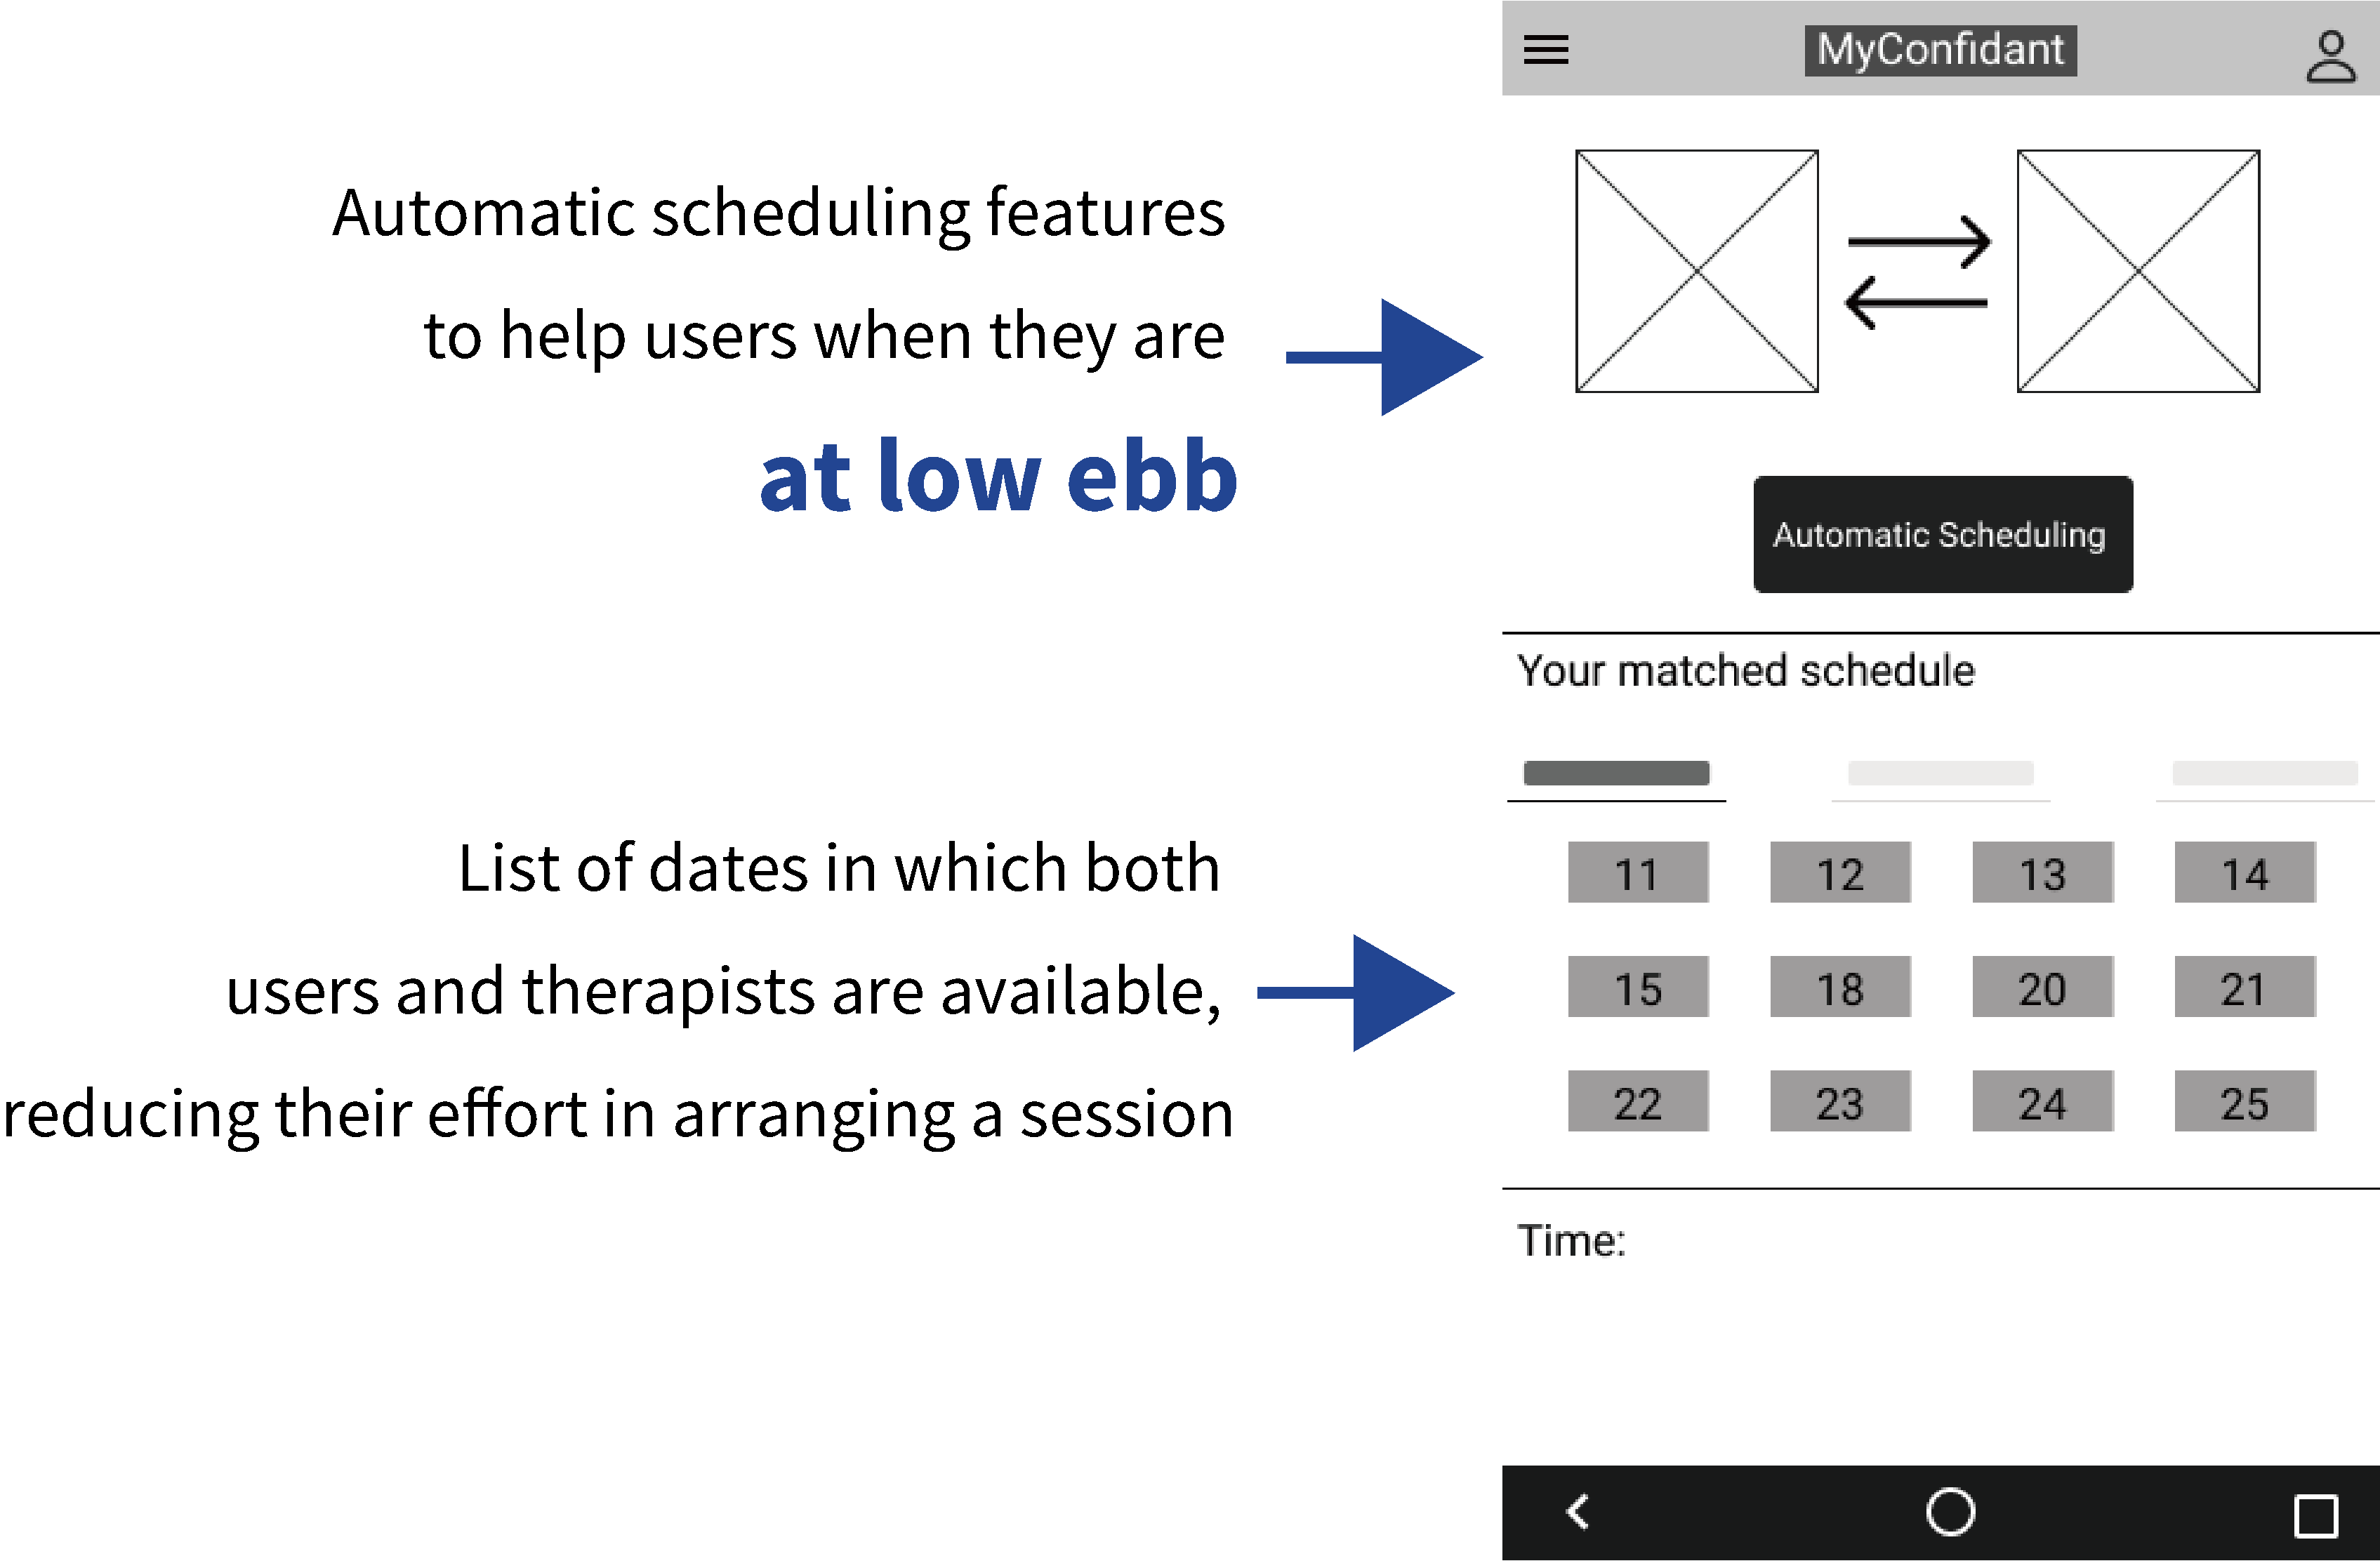 MyConfidant
Automatic scheduling features
to help users when they are
at low ebb
Automatic Scheduling
Your matched schedule
List of dates in which both
users and therapists are available,
reducing their effort in arranging a session
11 12 13 14
15 18 20 21
22 23 24 25
Time: